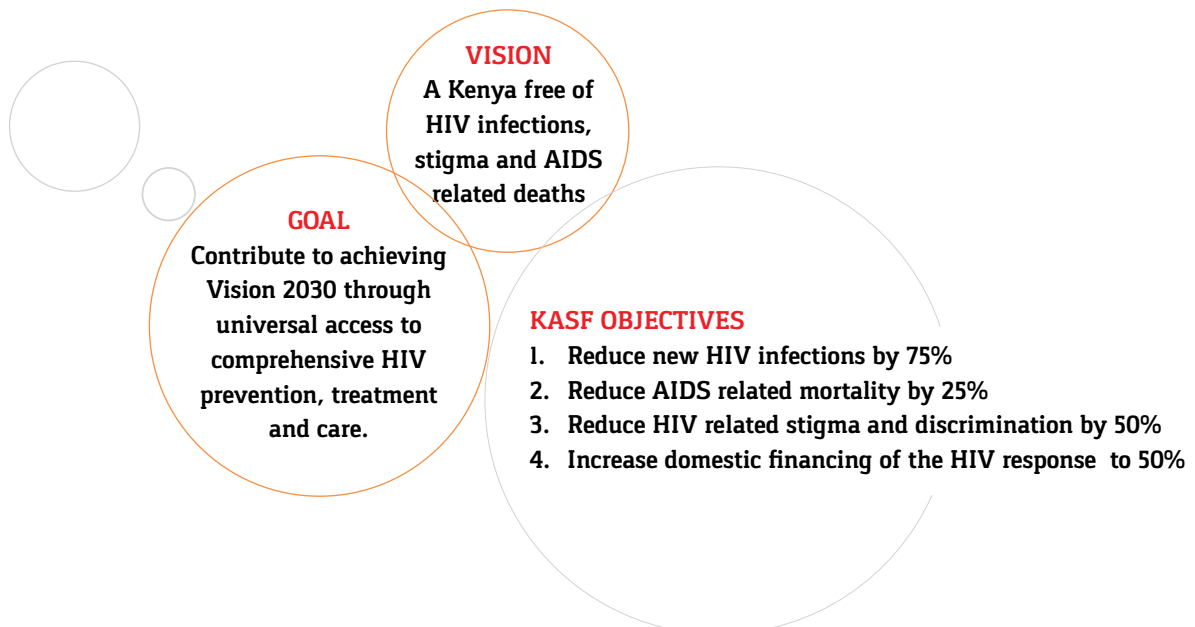 VISION
A Kenya free of
HIV infections,
stigma and AIDS
related deaths
GOAL
Contribute to achieving
Vision 2030 through
universal access to
comprehensive HIV
prevention, treatment
and care.
KASF OBJECTIVES
1. Reduce new HIV infections by 75%
2. Reduce AIDS related mortality by 25%
3. Reduce HIV related stigma and discrimination by 50%
4. Increase domestic financing of the HIV response to 50%